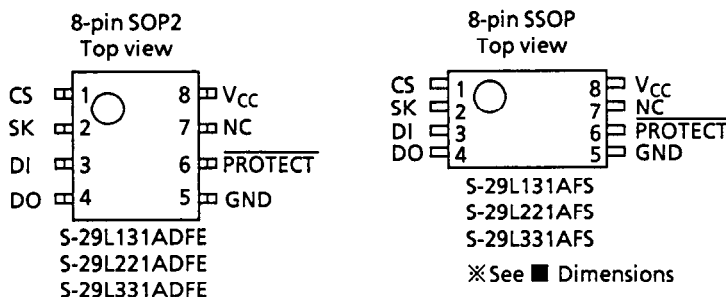 8-pin SOP2
Top view
CS 1 8 VCC
SK 2 7 NC
DI 3 6 PROTECT
DO 4 5 GND
S-29L131ADFE
S-29L221ADFE
S-29L331ADFE
8-pin SSOP
Top view
CS 1 8 VCC
SK 2 7 NC
DI 3 6 PROTECT
DO 4 5 GND
S-29L131AFS
S-29L221AFS
S-29L331AFS
※See ■ Dimensions